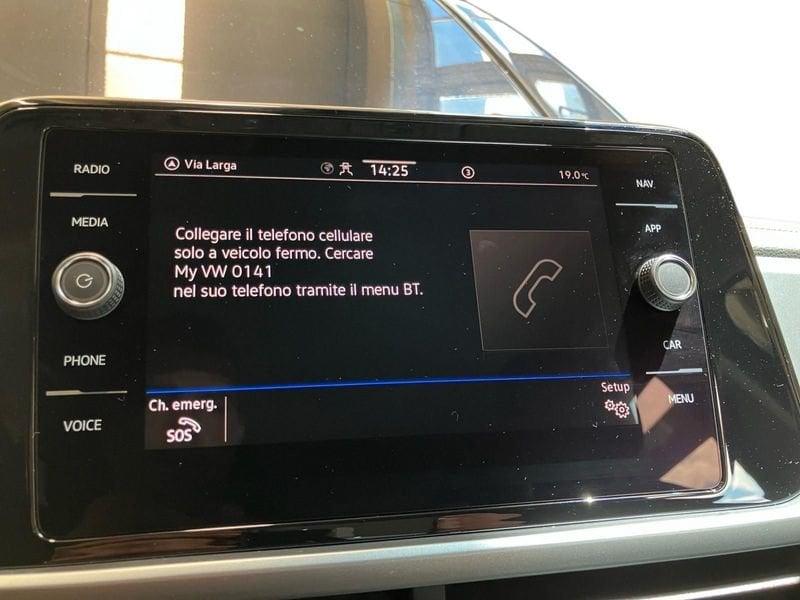 RADIO
MEDIA
PHONE
VOICE
Via Larga
14:25
3
19.0°C
Collegare il telefono cellulare
solo a veicolo fermo. Cercare
My VW 0141
nel suo telefono tramite il menu BT.
Ch. emerg.
SOS
Setup
NAV
APP
CAR
MENU